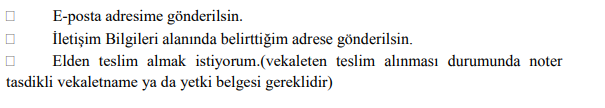 □ E-posta adresime gönderilsin.
□ İletişim Bilgileri alanında belirttiğim adrese gönderilsin.
□ Elden teslim almak istiyorum.(vekaleten teslim alınması durumunda noter
tasdikli vekaletname ya da yetki belgesi gereklidir)